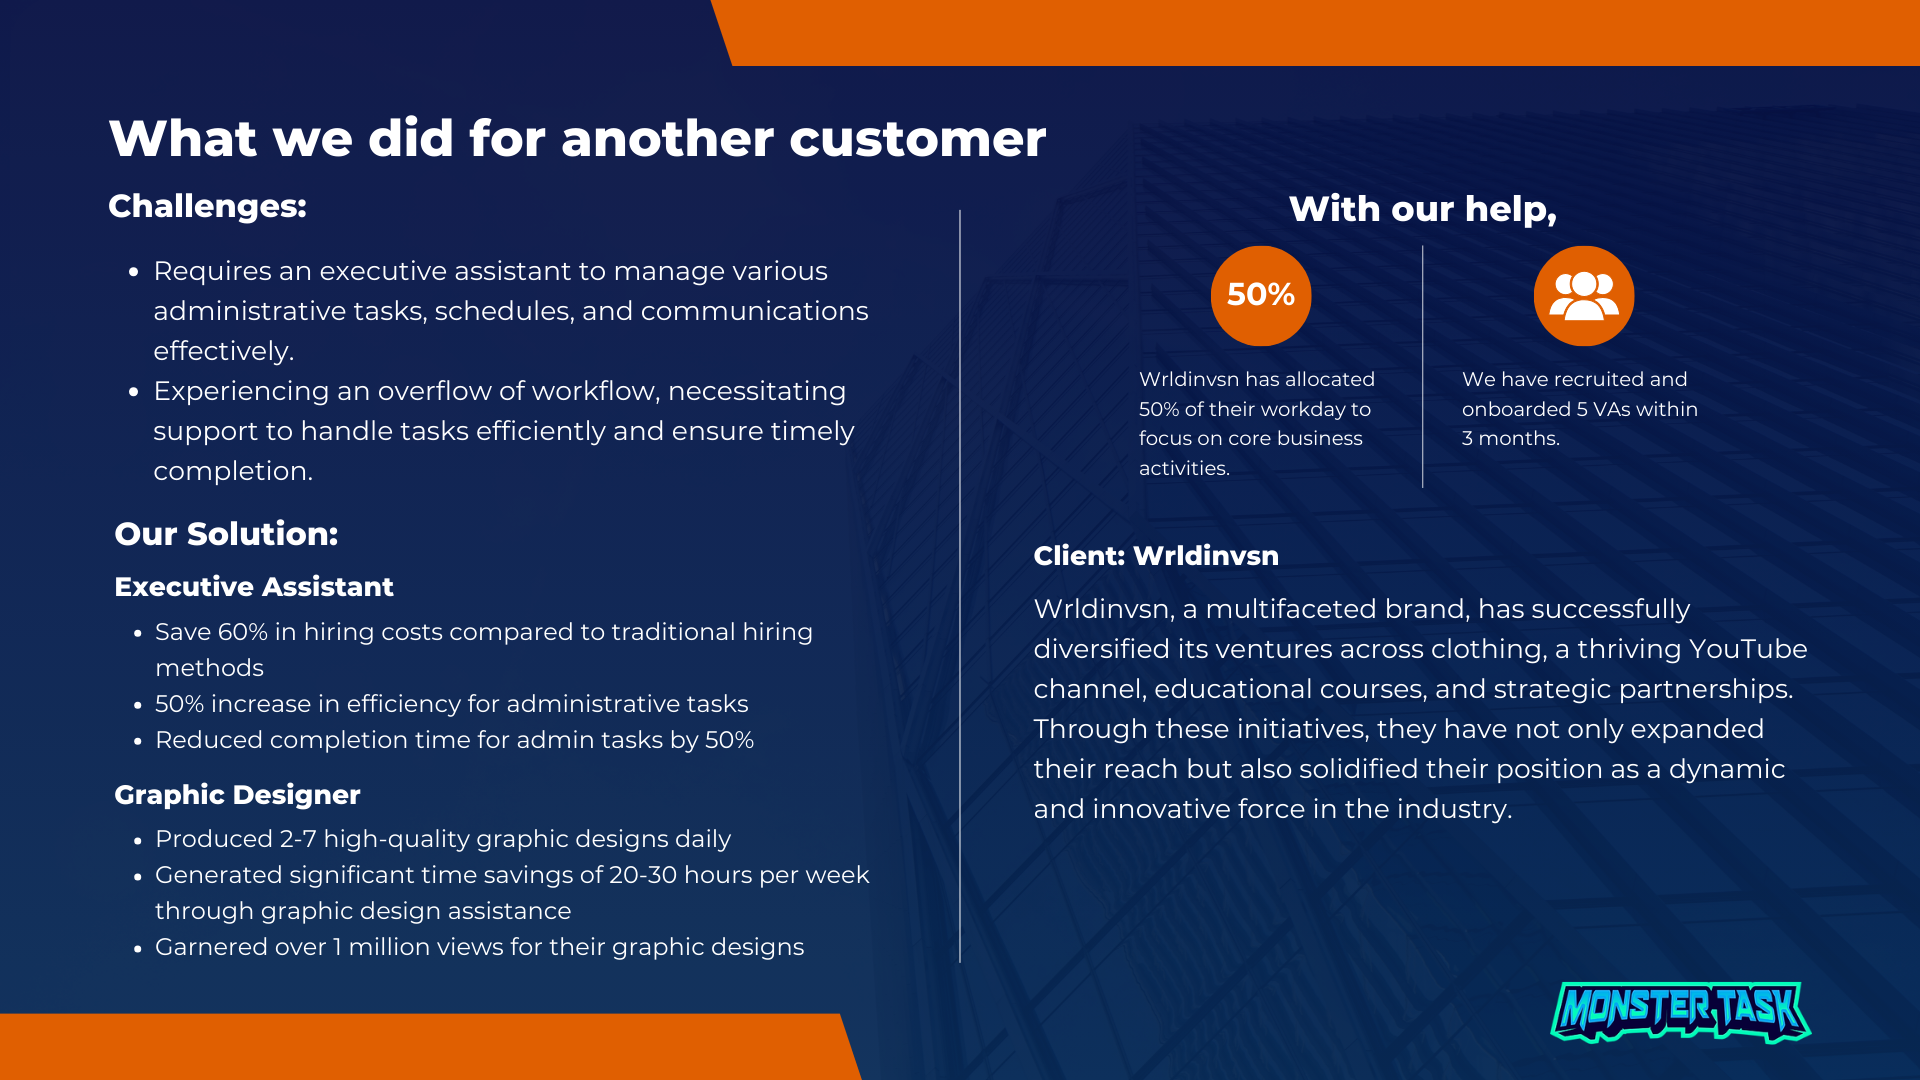 What we did for another customer
Challenges:
• Requires an executive assistant to manage various
administrative tasks, schedules, and communications
effectively.
• Experiencing an overflow of workflow, necessitating
support to handle tasks efficiently and ensure timely
completion.
Our Solution:
Executive Assistant
• Save 60% in hiring costs compared to traditional hiring
methods
• 50% increase in efficiency for administrative tasks
• Reduced completion time for admin tasks by 50%
Graphic Designer
• Produced 2-7 high-quality graphic designs daily
• Generated significant time savings of 20-30 hours per week
through graphic design assistance
• Garnered over 1 million views for their graphic designs
With our help,
50%
Wrldinvsn has allocated
50% of their workday to
focus on core business
activities.
We have recruited and
onboarded 5 VAs within
3 months.
Client: Wrldinvsn
Wrldinvsn, a multifaceted brand, has successfully
diversified its ventures across clothing, a thriving YouTube
channel, educational courses, and strategic partnerships.
Through these initiatives, they have not only expanded
their reach but also solidified their position as a dynamic
and innovative force in the industry.
MONSTER TASK